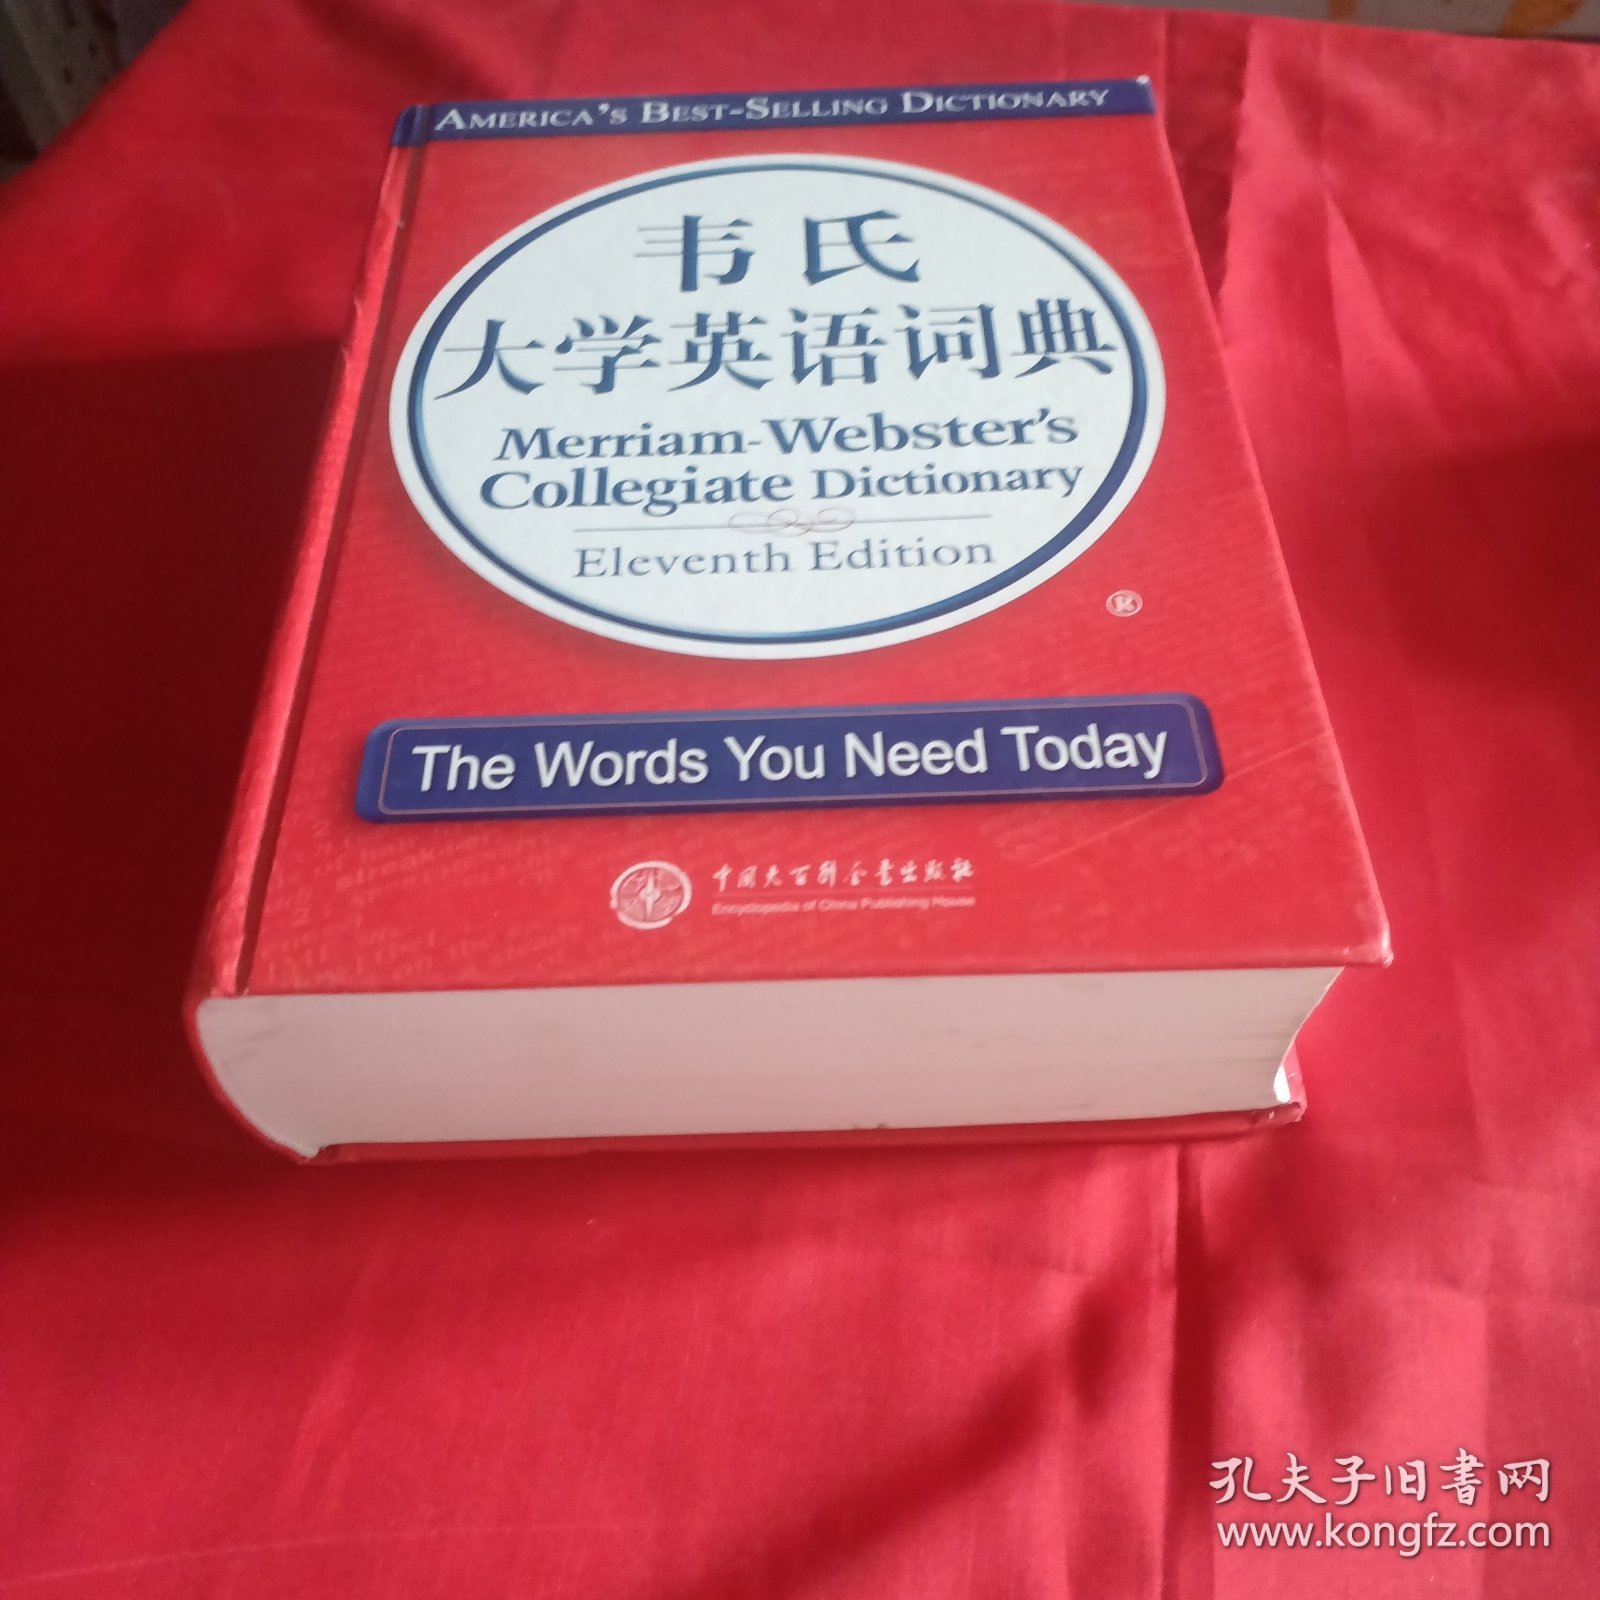 AMERICA'S BEST-SELLING DICTIONARY
韦氏
大学英语词典
Merriam-Webster's
Collegiate Dictionary
Eleventh Edition
®
The Words You Need Today
中国大百科全书出版社
Encyclopedia of China Publishing House
孔夫子旧书网
www.kongfz.com